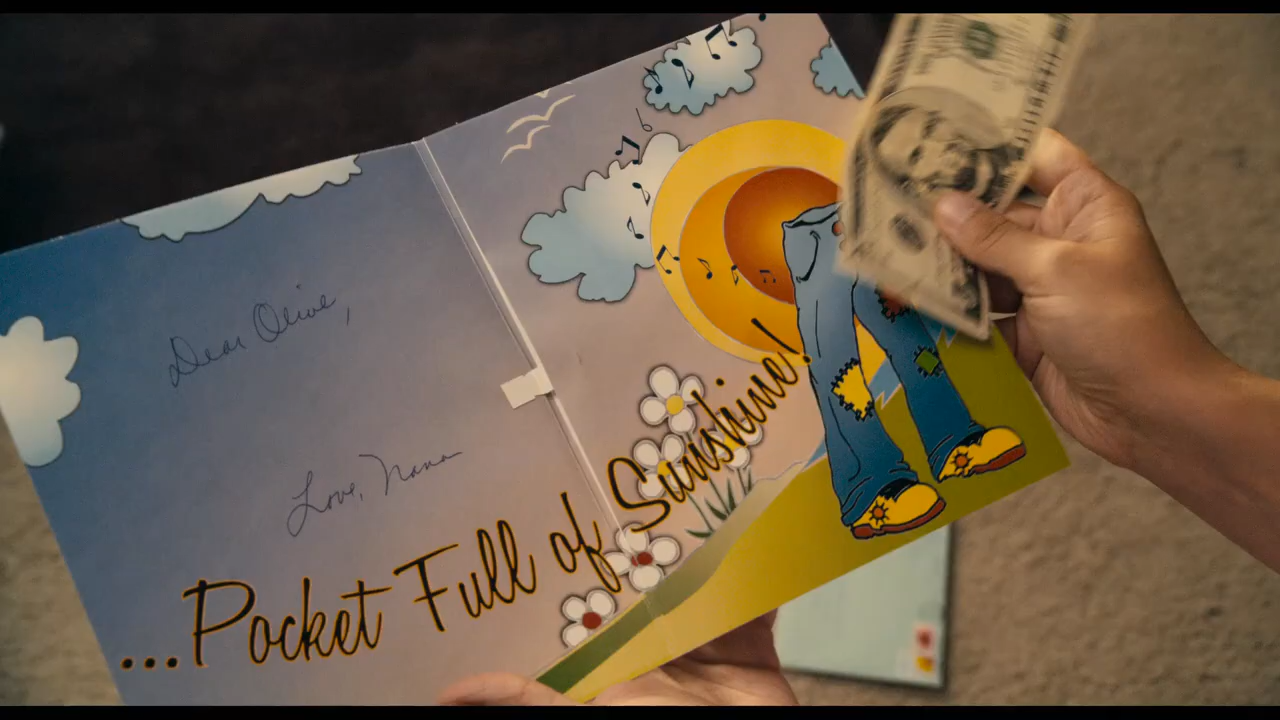 Dear Olive,
Love, Nana
...Pocket Full of Sunshine!